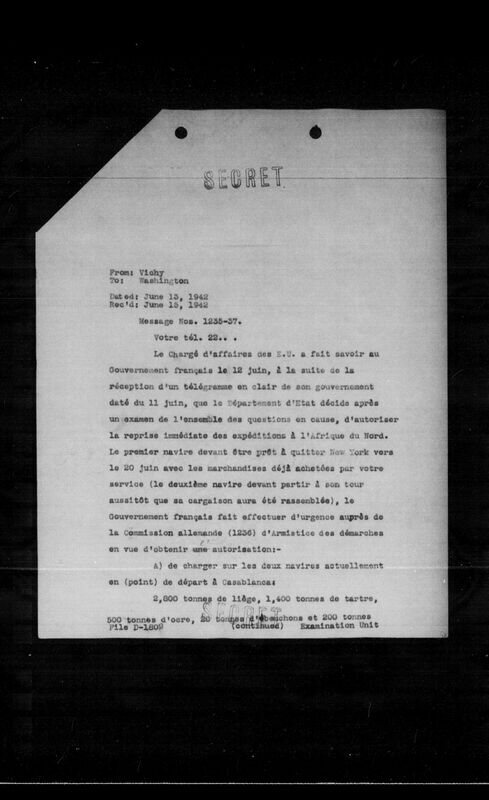 SECRET
From: Vichy
To: Washington
Dated: June 13, 1942
Rec'd: June 15, 1942
Message Nos. 1235-37.
Votre tél. 22.. .
Le Chargé d'affaires des E.U. a fait savoir au
Gouvernement français le 12 juin, à la suite de la
réception d'un télégramme en clair de son gouvernement
daté du 11 juin, que le Département d'Etat décide après
un examen de l'ensemble des questions en cause, d'autoriser
la reprise immédiate des expéditions à l'Afrique du Nord.
Le premier navire devant être prêt à quitter New York vers
le 20 juin avec les marchandises déjà achetées par votre
service (le deuxième navire devant partir à son tour
aussitôt que sa cargaison aura été rassemblée), le
Gouvernement français fait effectuer d'urgence auprès de
la Commission allemande (1236) d'Armistice des démarches
en vue d'obtenir une autorisation:-
A) de charger sur les deux navires actuellement
en (point) de départ à Casablanca:
2,800 tonnes de liège, 1,400 tonnes de tartre,
SECRET
500 tonnes d'ocre, 20 tonnes d'ébauchons et 200 tonnes
File D-1809 (continued) Examination Unit